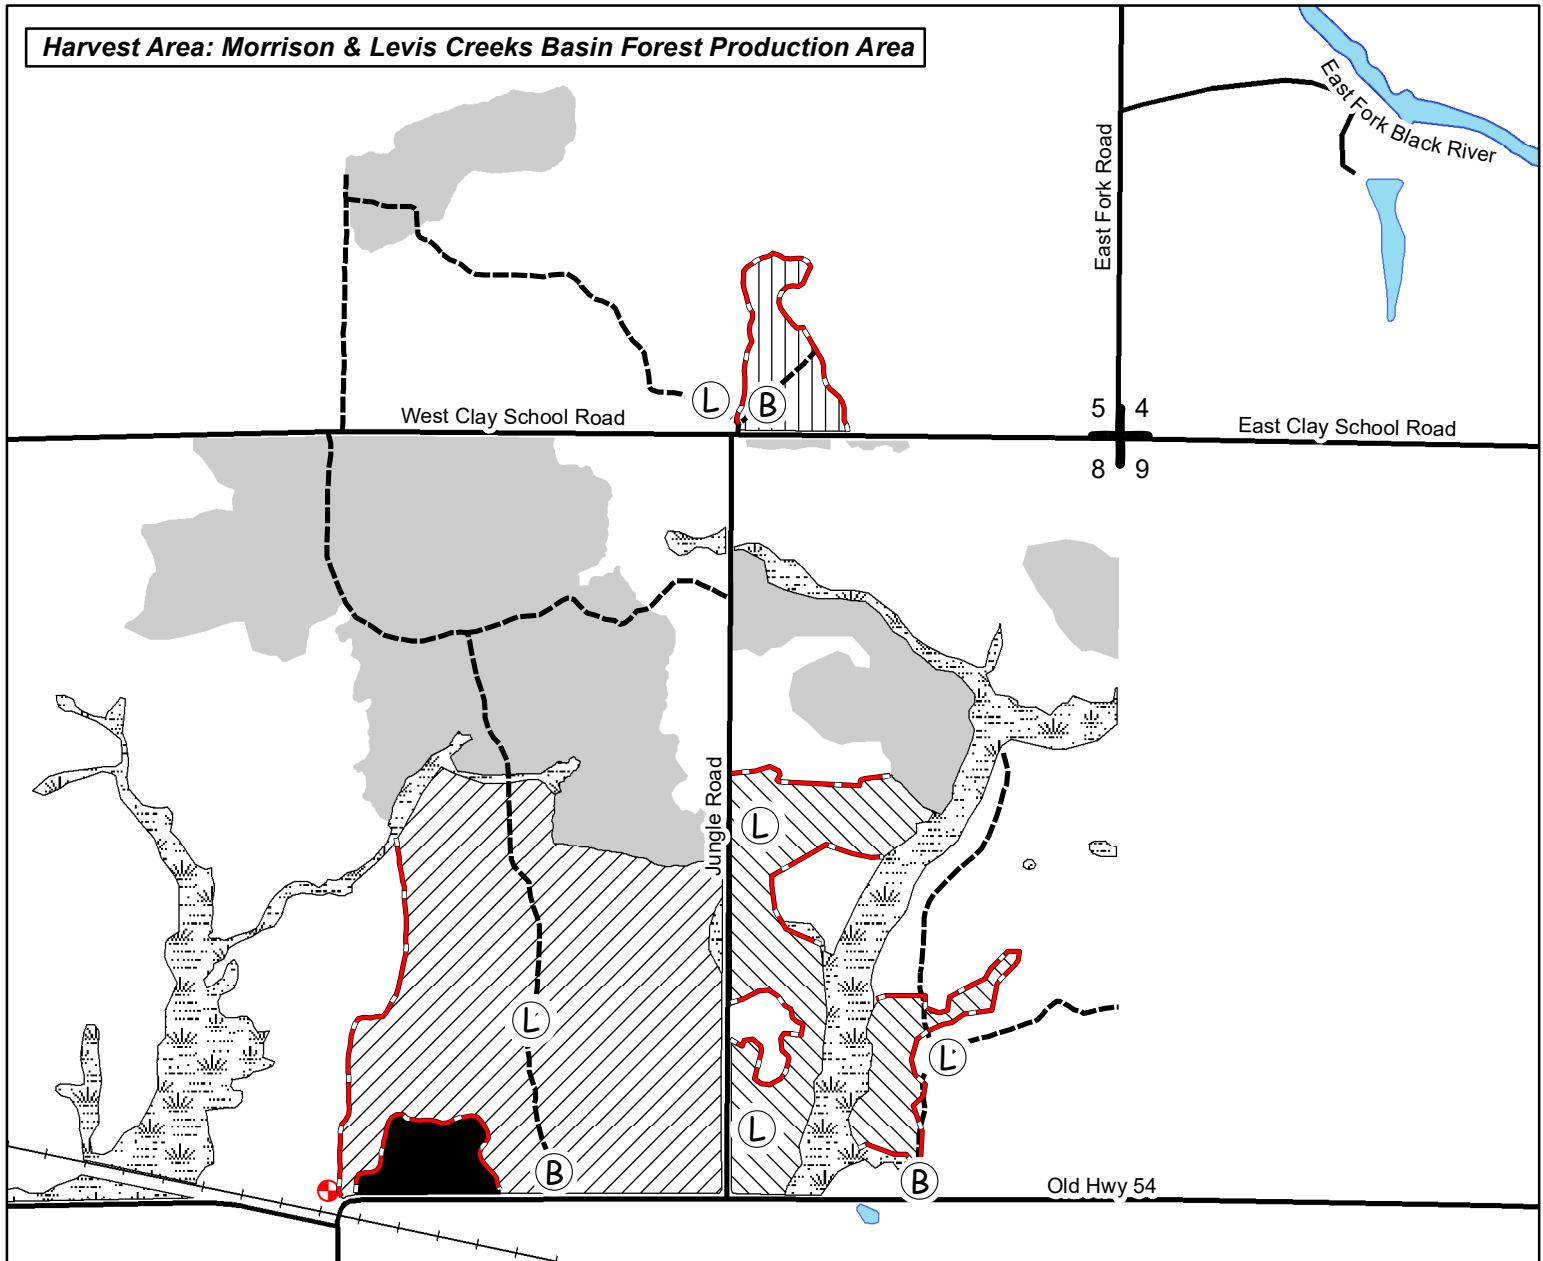 Harvest Area: Morrison & Levis Creeks Basin Forest Production Area
East Fork Black River
East Fork Road
L
B
West Clay School Road
5 4
East Clay School Road
8 9
Jungle Road
L
L
L
L
B
B
Old Hwy 54